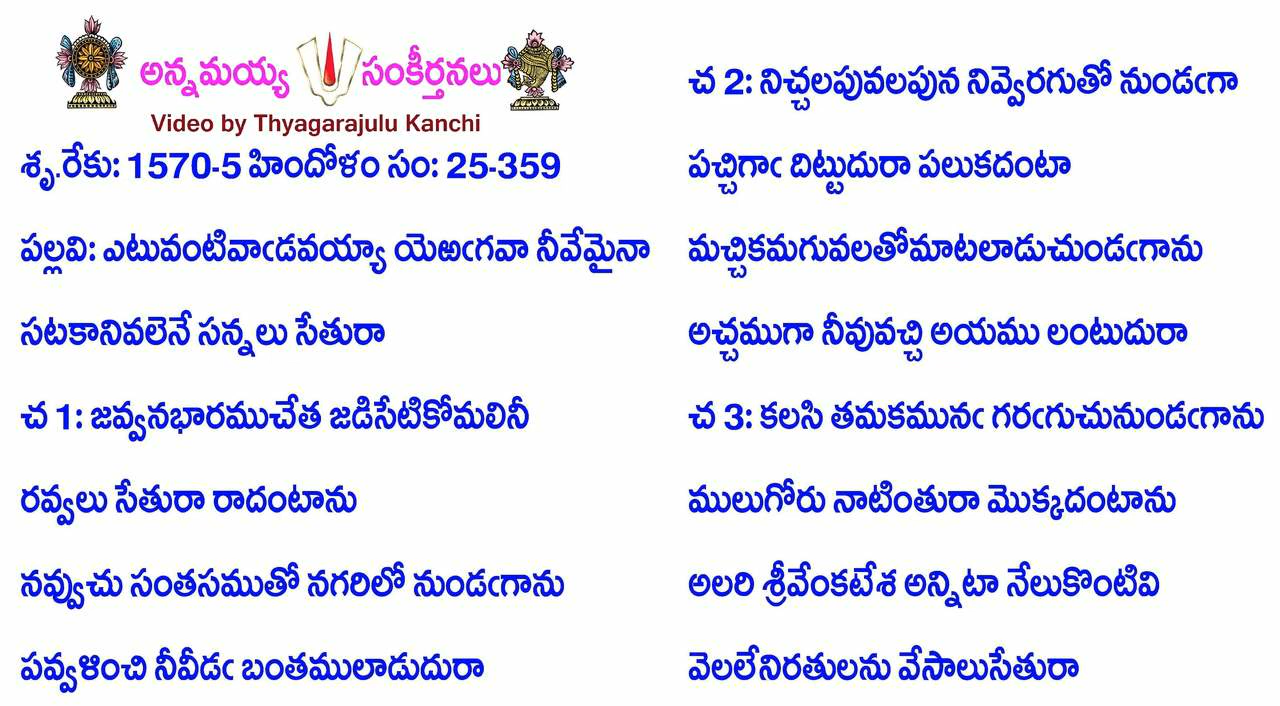 అన్నమయ్య సంకీర్తనలు
Video by Thyagarajulu Kanchi
శృ.రేకు: 1570-5 హిందోళం సం: 25-359
పల్లవి: ఎటువంటివాఁడవయ్యా యెఱఁగవా నీవేమైనా
సటకానివలెనే సన్నలు సేతురా
చ 1: జవ్వనభారముచేత జడిసేటికోమలినీ
రవ్వలు సేతురా రాదంటాను
నవ్వుచు సంతసముతో నగరిలో నుండఁగాను
పవ్వళించి నీవీడఁ బంతములాడుదురా
చ 2: నిచ్చలపువలపున నివ్వెరగుతో నుండఁగా
పచ్చిగాఁ దిట్టుదురా పలుకదంటా
మచ్చికమగువలతోమాటలాడుచుండఁగాను
అచ్చముగా నీవువచ్చి అయము లంటుదురా
చ 3: కలసి తమకమునఁ గరఁగుచునుండఁగాను
ములుగోరు నాటింతురా మొక్కదంటాను
అలరి శ్రీవేంకటేశ అన్నిటా నేలుకొంటివి
వెలలేనిరతులను వేసాలుసేతురా